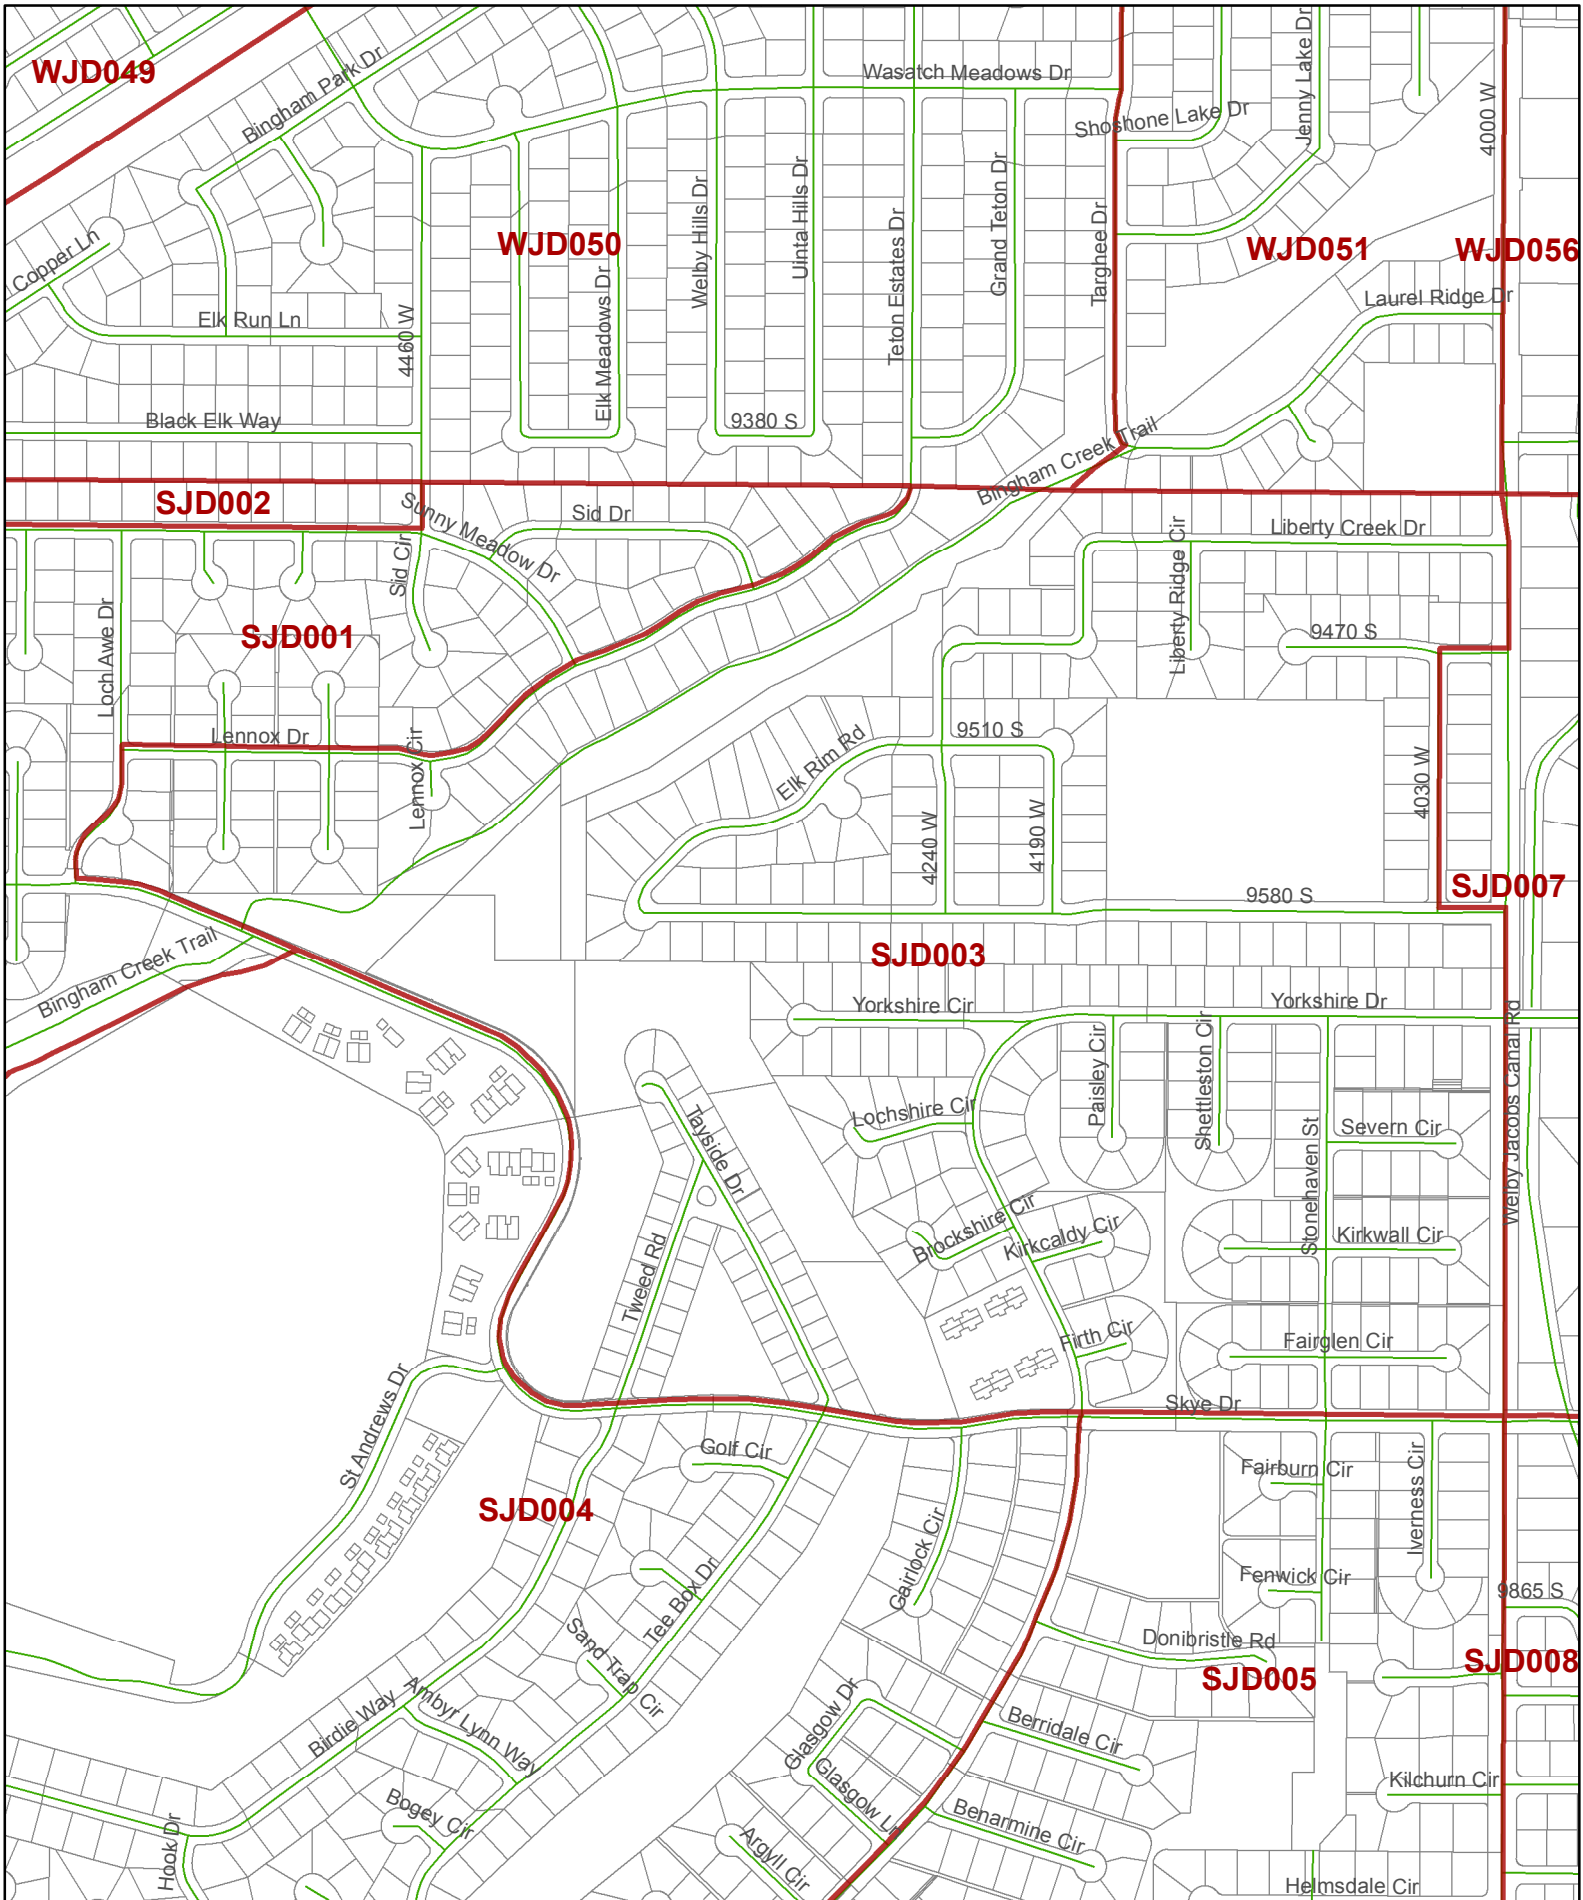 WJD049
Bingham Park Dr
Wasatch Meadows Dr
Shoshone Lake Dr
Jenny Lake Dr
4000 W
Copper Ln
WJD050
Welby Hills Dr
Uinta Hills Dr
Teton Estates Dr
Grand Teton Dr
Targhee Dr
WJD051
WJD056
Elk Run Ln
4460 W
Elk Meadows Dr
Laurel Ridge Dr
Black Elk Way
9380 S
Bingham Creek Trail
SJD002
Sunny Meadow Dr
Sid Dr
Liberty Creek Dr
Sid Cir
Liberty Ridge Cir
Loch Awe Dr
SJD001
9470 S
Lennox Dr
Lennox Cir
Elk Rim Rd
9510 S
4030 W
4240 W
4190 W
9580 S
SJD007
Bingham Creek Trail
SJD003
Yorkshire Cir
Yorkshire Dr
Welby Jacobs Canal Rd
Paisley Cir
Shettleston Cir
Lochshire Cir
Tayside Dr
Stonehaven St
Severn Cir
Brockshire Cir
Kirkcaldy Cir
Kirkwall Cir
Tweed Rd
Firth Cir
Fairglen Cir
St Andrews Dr
Skye Dr
Golf Cir
Fairburn Cir
Iverness Cir
SJD004
Gairlock Cir
Fenwick Cir
9865 S
Tee Box Dr
Sand Trap Cir
Donibristle Rd
SJD005
SJD008
Birdie Way
Ambyr Lynn Way
Glasgow Dr
Berridale Cir
Glasgow Ln
Kilchurn Cir
Bogey Cir
Benarmine Cir
Hook Dr
Argyll Cir
Helmsdale Cir